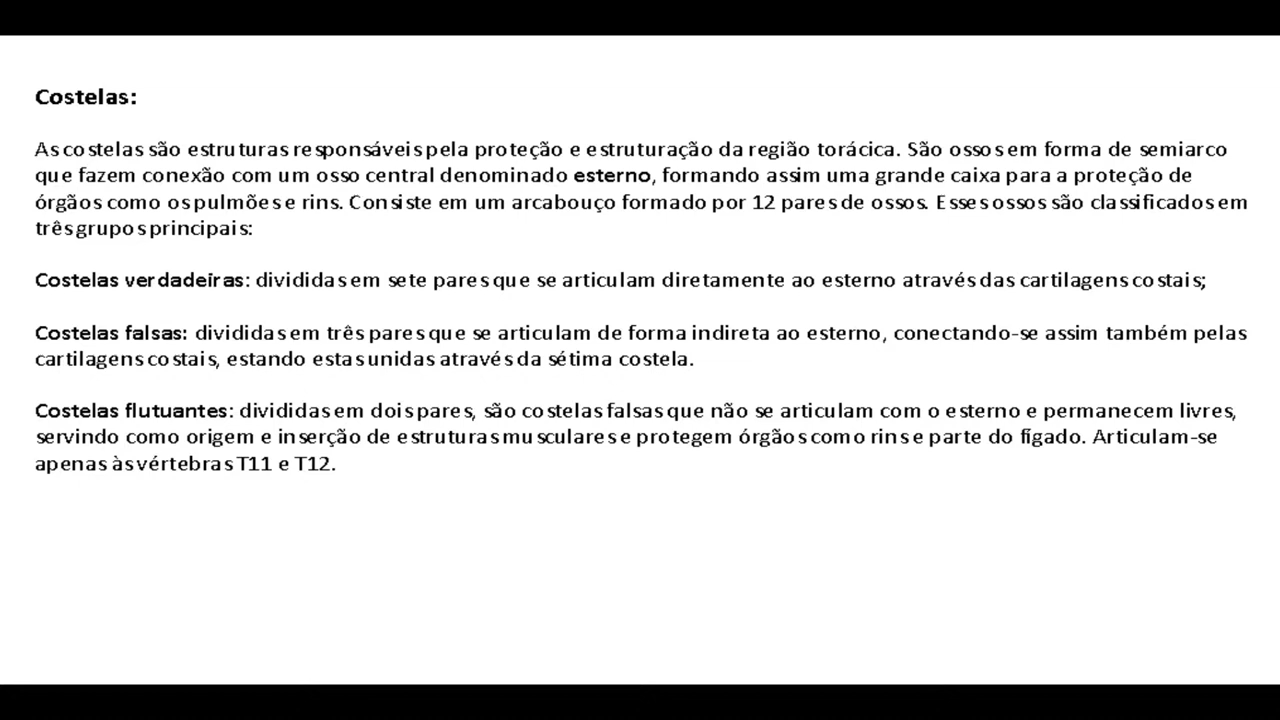 Costelas:
As costelas são estruturas responsáveis pela proteção e estruturação da região torácica. São ossos em forma de semiarco
que fazem conexão com um osso central denominado esterno, formando assim uma grande caixa para a proteção de
órgãos como os pulmões e rins. Consiste em um arcabouço formado por 12 pares de ossos. Esses ossos são classificados em
três grupos principais:
Costelas verdadeiras: divididas em sete pares que se articulam diretamente ao esterno através das cartilagens costais;
Costelas falsas: divididas em três pares que se articulam de forma indireta ao esterno, conectando-se assim também pelas
cartilagens costais, estando estas unidas através da sétima costela.
Costelas flutuantes: divididas em dois pares, são costelas falsas que não se articulam com o esterno e permanecem livres,
servindo como origem e inserção de estruturas musculares e protegem órgãos como rins e parte do fígado. Articulam-se
apenas às vértebras T11 e T12.